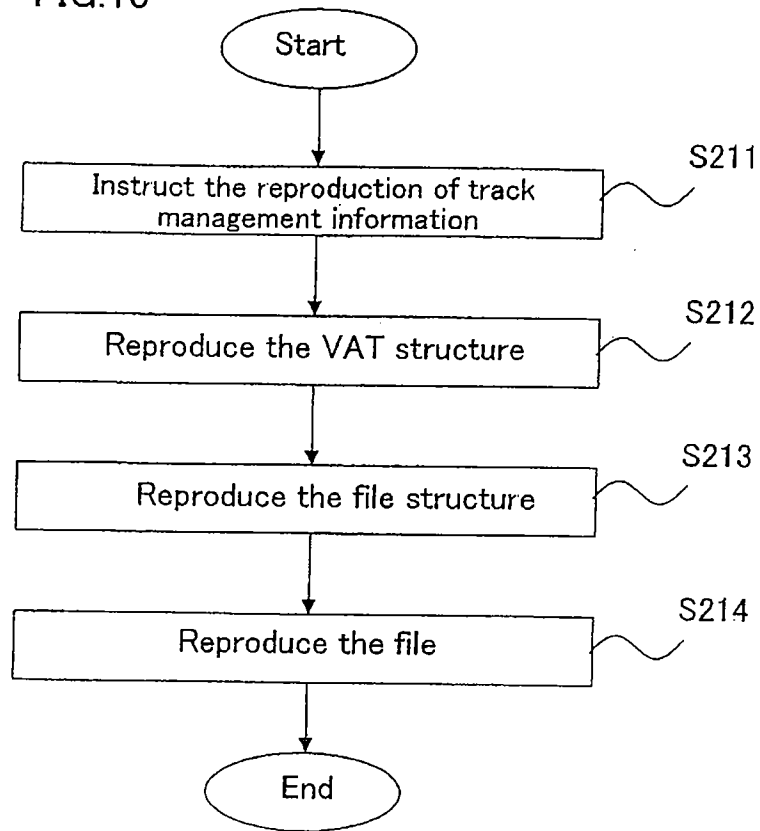 Start
S211
Instruct the reproduction of track
management information
S212
Reproduce the VAT structure
S213
Reproduce the file structure
S214
Reproduce the file
End